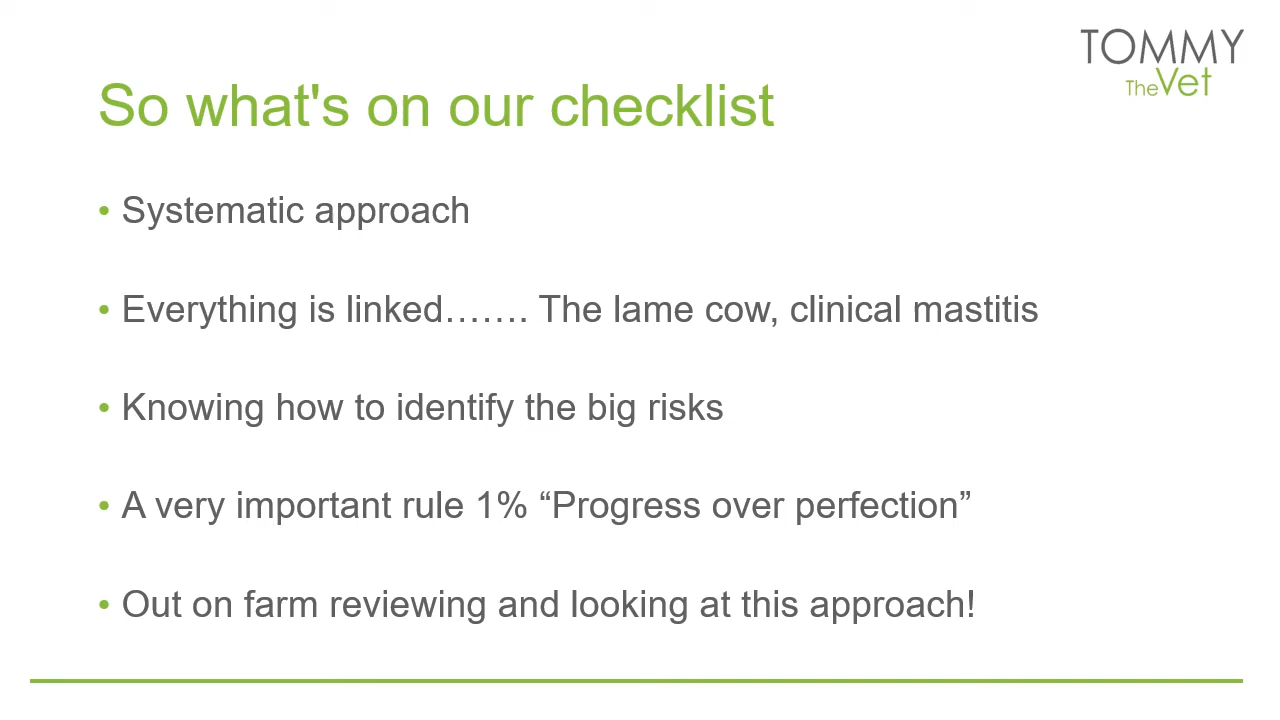 TOMMY
TheVet
So what's on our checklist
• Systematic approach
• Everything is linked……. The lame cow, clinical mastitis
• Knowing how to identify the big risks
• A very important rule 1% “Progress over perfection”
• Out on farm reviewing and looking at this approach!